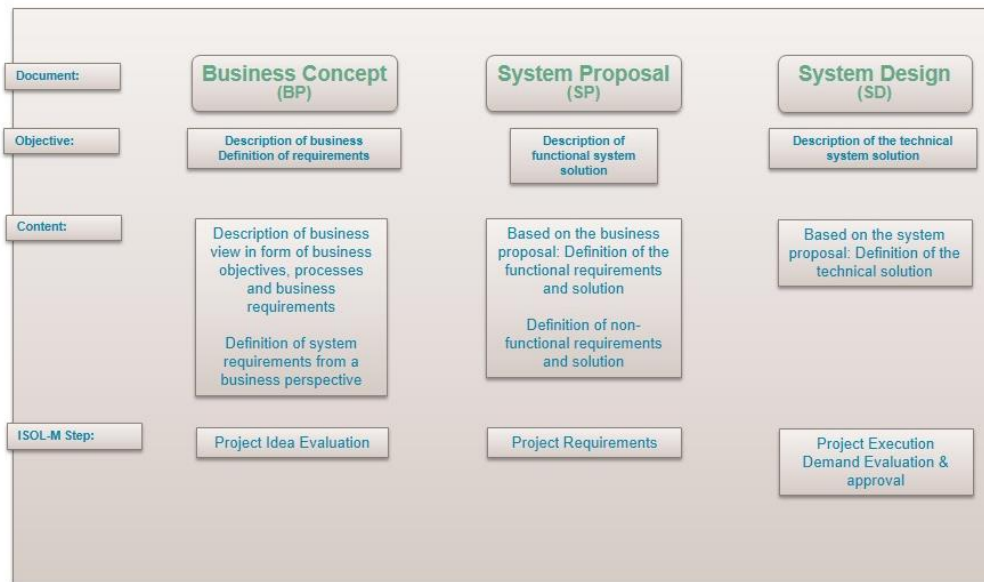 Document:
Business Concept
(BP)
System Proposal
(SP)
System Design
(SD)
Objective:
Description of business
Definition of requirements
Description of
functional system
solution
Description of the technical
system solution
Content:
Description of business
view in form of business
objectives, processes
and business
requirements
Definition of system
requirements from a
business perspective
Based on the business
proposal: Definition of the
functional requirements
and solution
Definition of non-
functional requirements
and solution
Based on the system
proposal: Definition of the
technical solution
ISOL-M Step:
Project Idea Evaluation
Project Requirements
Project Execution
Demand Evaluation &
approval